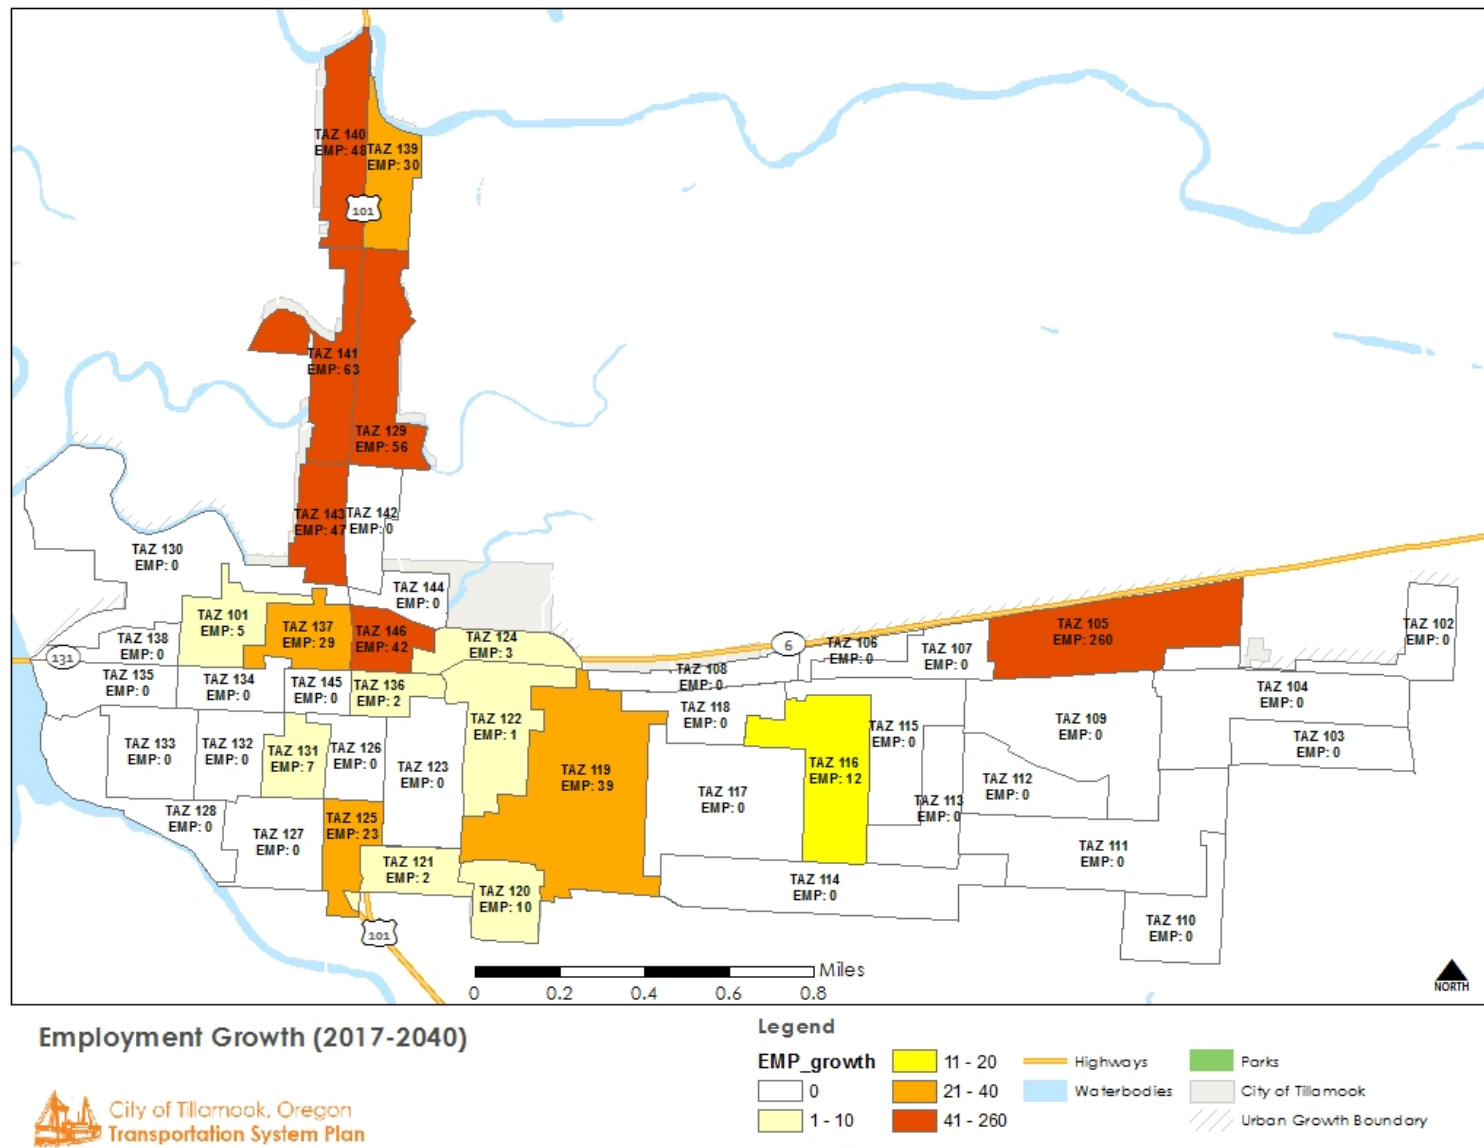 TAZ 140
EMP: 48
TAZ 139
EMP: 30
101
TAZ 141
EMP: 63
TAZ 129
EMP: 56
TAZ 143
EMP: 47
TAZ 142
EMP: 0
TAZ 130
EMP: 0
TAZ 144
EMP: 0
TAZ 101
EMP: 5
TAZ 137
EMP: 29
TAZ 146
EMP: 42
TAZ 124
EMP: 3
TAZ 138
EMP: 0
131
6
TAZ 106
EMP: 0
TAZ 107
EMP: 0
TAZ 105
EMP: 260
TAZ 102
EMP: 0
TAZ 135
EMP: 0
TAZ 134
EMP: 0
TAZ 145
EMP: 0
TAZ 136
EMP: 2
TAZ 108
EMP: 0
TAZ 104
EMP: 0
TAZ 122
EMP: 1
TAZ 118
EMP: 0
TAZ 115
EMP: 0
TAZ 109
EMP: 0
TAZ 103
EMP: 0
TAZ 133
EMP: 0
TAZ 132
EMP: 0
TAZ 131
EMP: 7
TAZ 126
EMP: 0
TAZ 123
EMP: 0
TAZ 119
EMP: 39
TAZ 116
EMP: 12
TAZ 112
EMP: 0
TAZ 117
EMP: 0
TAZ 113
EMP: 0
TAZ 128
EMP: 0
TAZ 127
EMP: 0
TAZ 125
EMP: 23
TAZ 111
EMP: 0
TAZ 121
EMP: 2
TAZ 120
EMP: 10
TAZ 114
EMP: 0
TAZ 110
EMP: 0
101
Miles
0 0.2 0.4 0.6 0.8
NORTH
Employment Growth (2017-2040)
City of Tillamook, Oregon
Transportation System Plan
Legend
EMP_growth
0
1 - 10
11 - 20
21 - 40
41 - 260
Highways
Waterbodies
Parks
City of Tillamook
Urban Growth Boundary